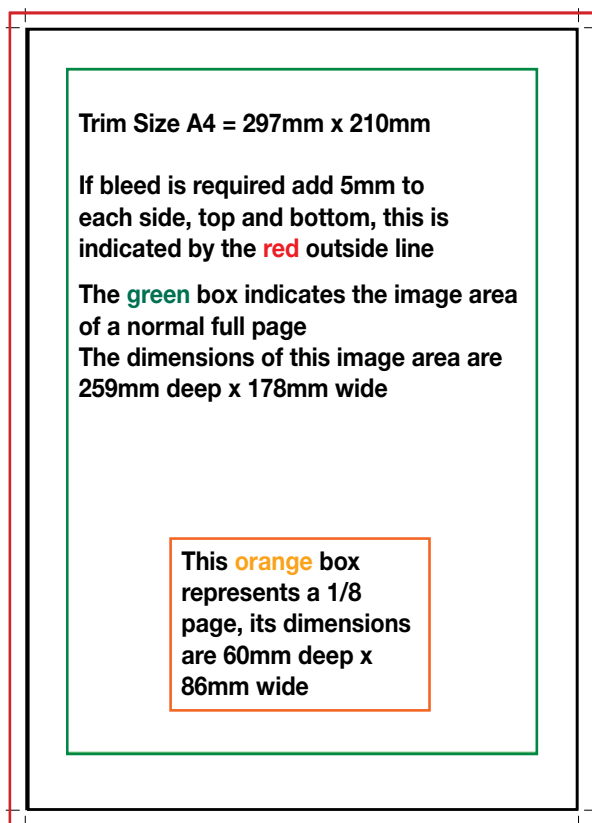 Trim Size A4 = 297mm x 210mm
If bleed is required add 5mm to
each side, top and bottom, this is
indicated by the red outside line
The green box indicates the image area
of a normal full page
The dimensions of this image area are
259mm deep x 178mm wide
This orange box
represents a 1/8
page, its dimensions
are 60mm deep x
86mm wide